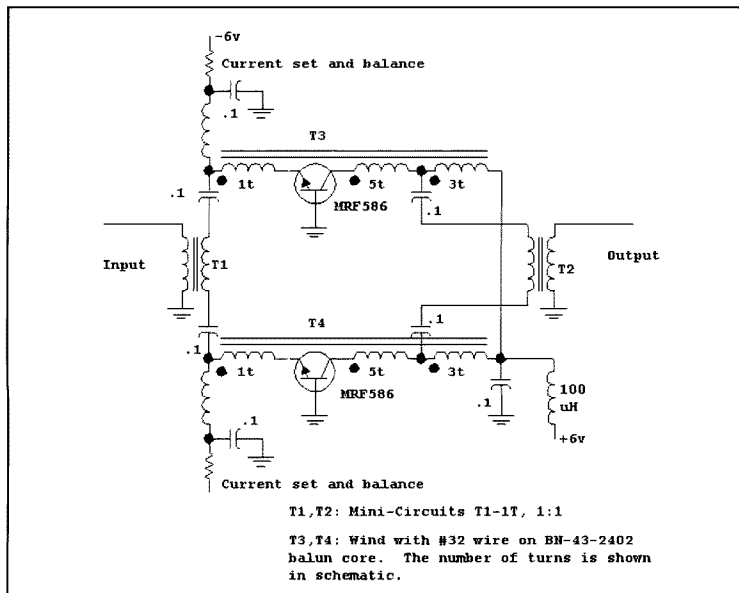 -6v
Current set and balance
.1
T3
1t
5t
3t
.1
MRF586
.1
Input
T1
T2
Output
.1
T4
.1
1t
5t
3t
MRF586
.1
100
uH
.1
+6v
Current set and balance
T1,T2: Mini-Circuits T1-1T, 1:1
T3,T4: Wind with #32 wire on BN-43-2402
balun core. The number of turns is shown
in schematic.